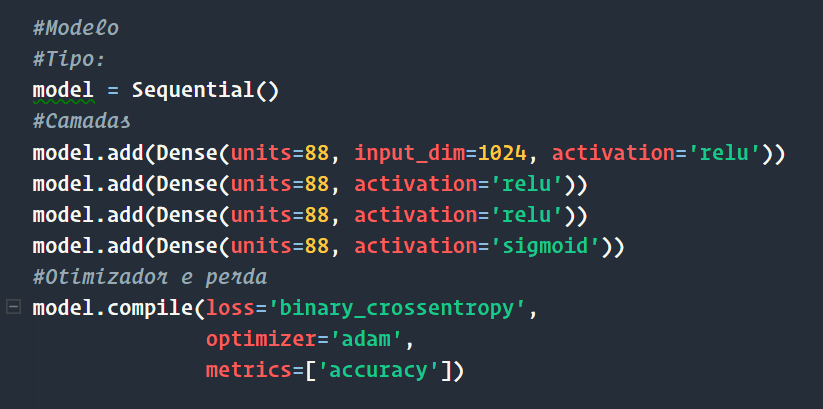 #Modelo
#Tipo:
model = Sequential()
#Camadas
model.add(Dense(units=88, input_dim=1024, activation='relu'))
model.add(Dense(units=88, activation='relu'))
model.add(Dense(units=88, activation='relu'))
model.add(Dense(units=88, activation='sigmoid'))
#Otimizador e perda
model.compile(loss='binary_crossentropy',
optimizer='adam',
metrics=['accuracy'])